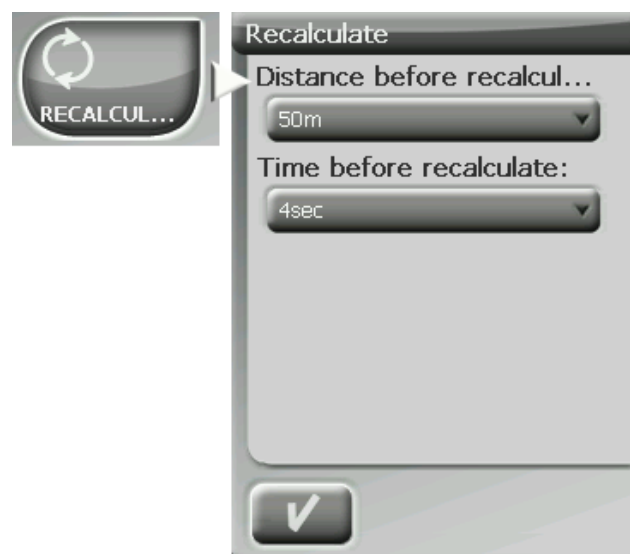 RECALCUL...
Recalculate
Distance before recalcul...
50m
Time before recalculate:
4sec